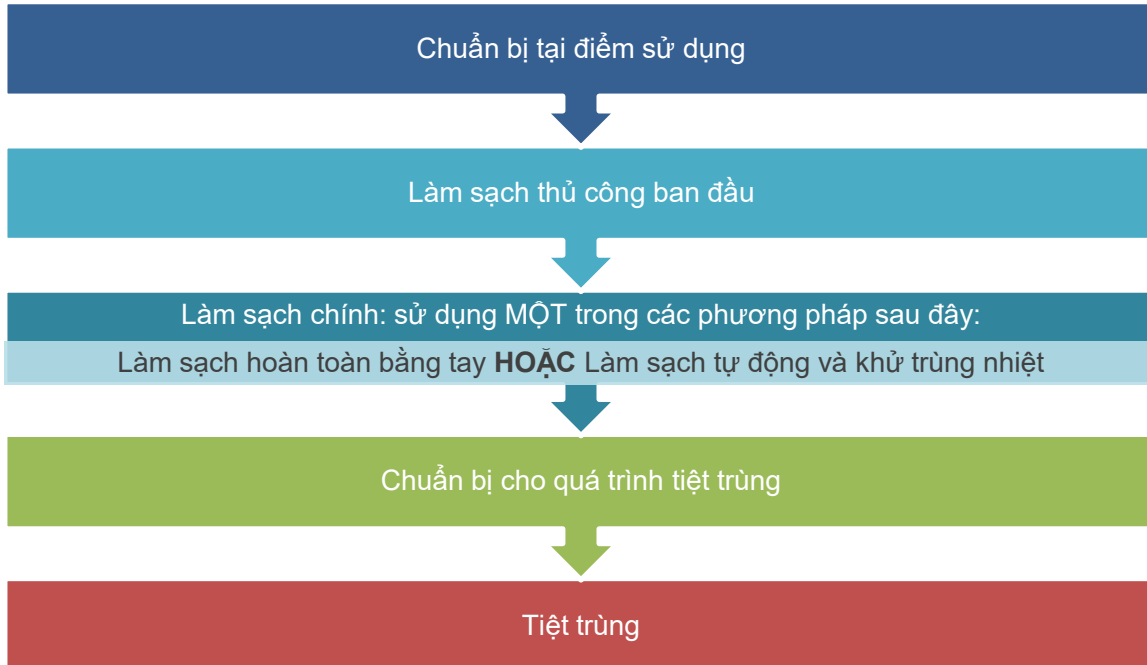 Chuẩn bị tại điểm sử dụng
Làm sạch thủ công ban đầu
Làm sạch chính: sử dụng MỘT trong các phương pháp sau đây:
Làm sạch hoàn toàn bằng tay HOẶC Làm sạch tự động và khử trùng nhiệt
Chuẩn bị cho quá trình tiệt trùng
Tiệt trùng